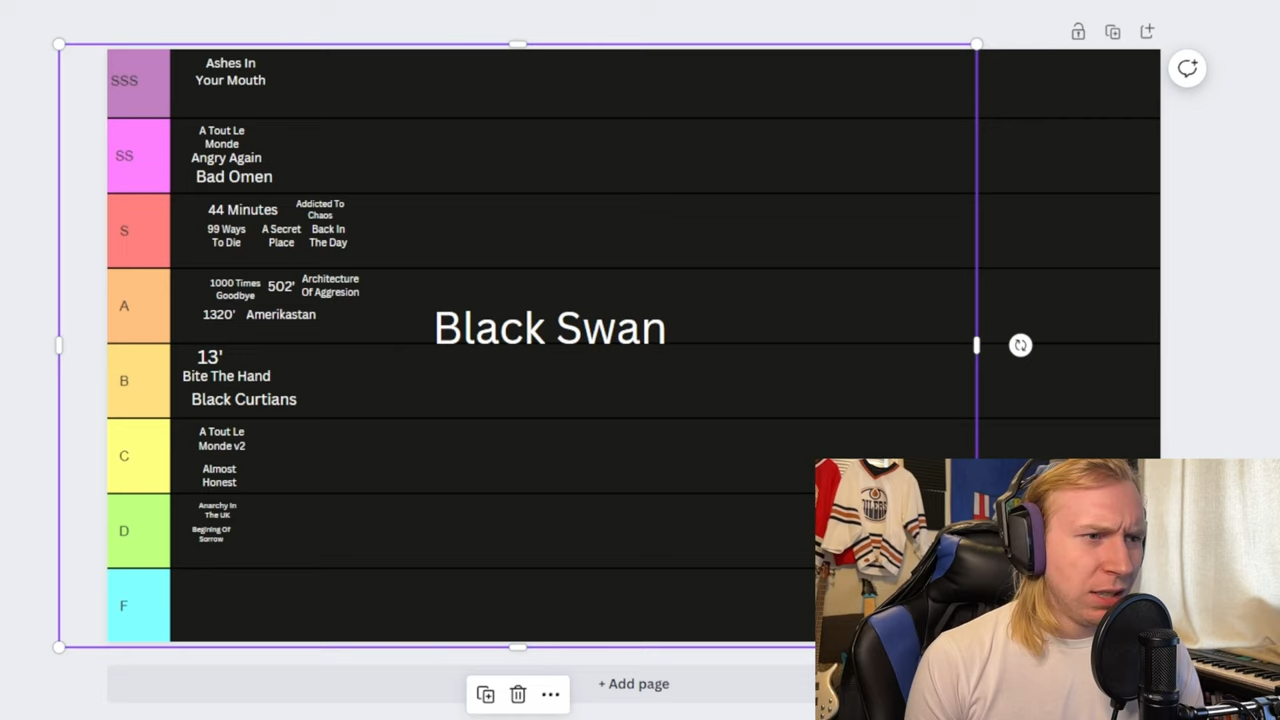 SSS
Ashes In
Your Mouth
SS
A Tout Le
Monde
Angry Again
Bad Omen
S
44 Minutes
Addicted To
Chaos
99 Ways
To Die
A Secret
Place
Back In
The Day
A
1000 Times
Goodbye
502'
Architecture
Of Aggresion
1320'
Amerikastan
Black Swan
B
13'
Bite The Hand
Black Curtians
C
A Tout Le
Monde v2
Almost
Honest
D
Anarchy In
The UK
Begining Of
Sorrow
F
+ Add page
OILERS